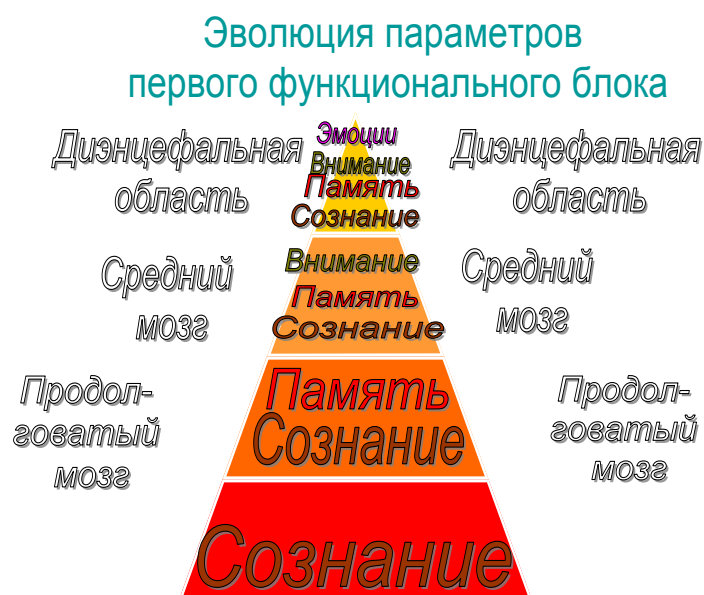 Эволюция параметров
первого функционального блока
Диэнцефальная
область
Эмоции
Внимание
Память
Сознание
Диэнцефальная
область
Средний
мозг
Внимание
Память
Сознание
Средний
мозг
Продол-
говатый
мозг
Память
Сознание
Продол-
говатый
мозг
Сознание